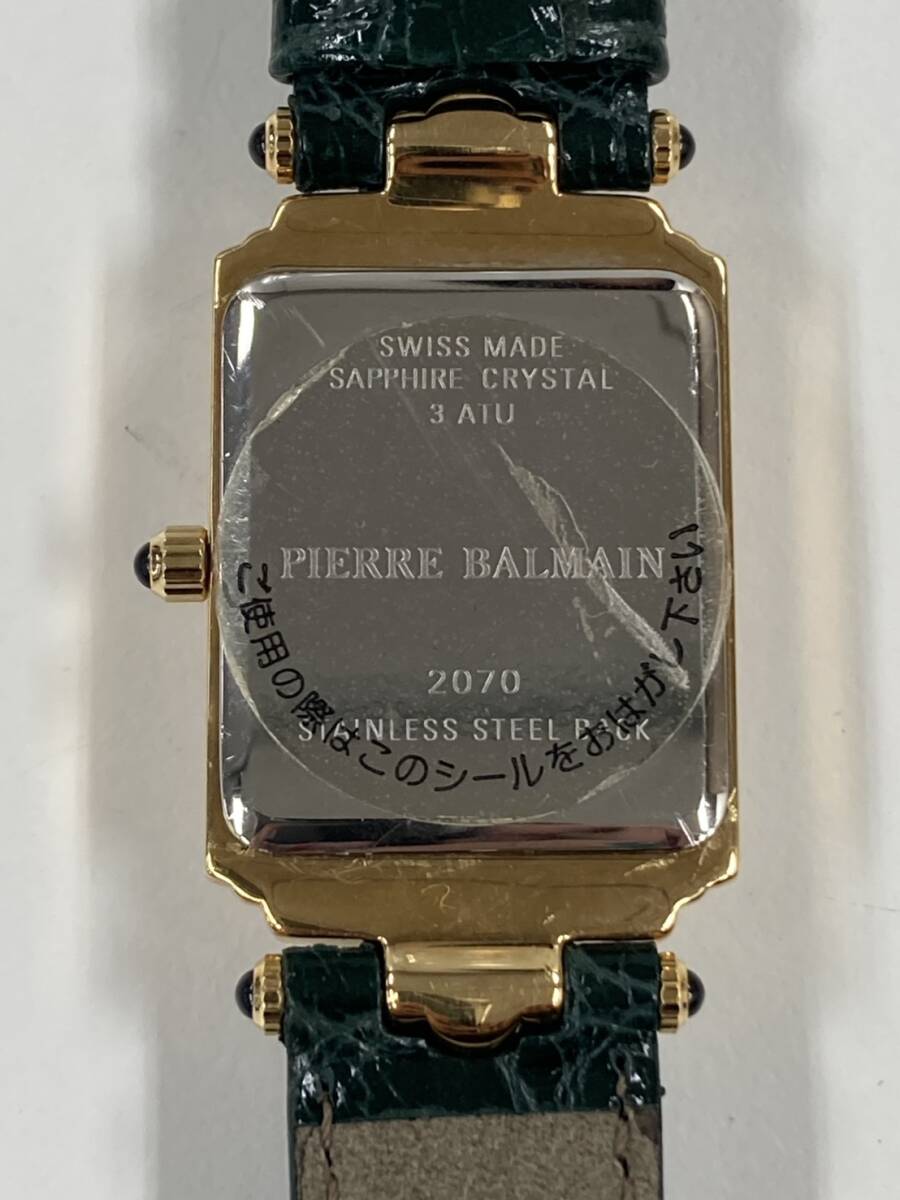 SWISS MADE
SAPPHIRE CRYSTAL
3 ATU
PIERRE BALMAIN
2070
STAINLESS STEEL BACK
ご使用の際はこのシールをおはがし下さい